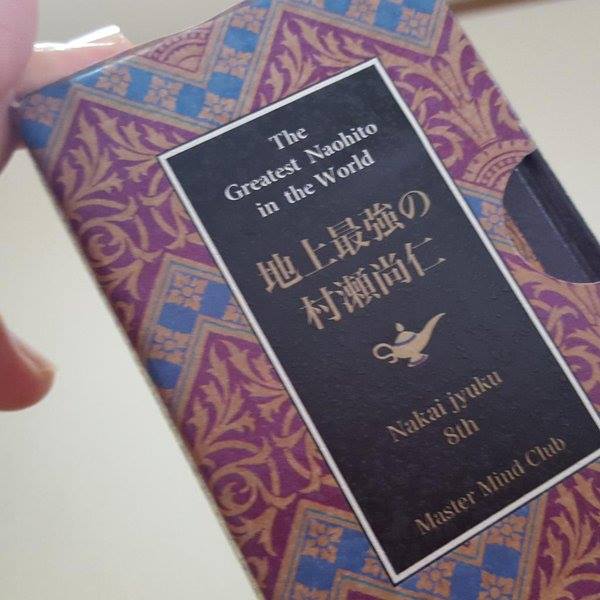 The
Greatest Naohito
in the World
地上最強の
村瀬尚仁
Nakai jyuku
8th
Master Mind Club